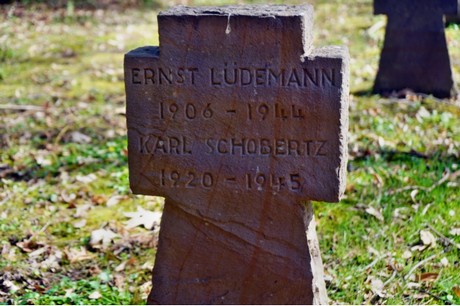 ERNST LÜDEMANN
1906 - 1944
KARL SCHOBERTZ
1920 - 1945